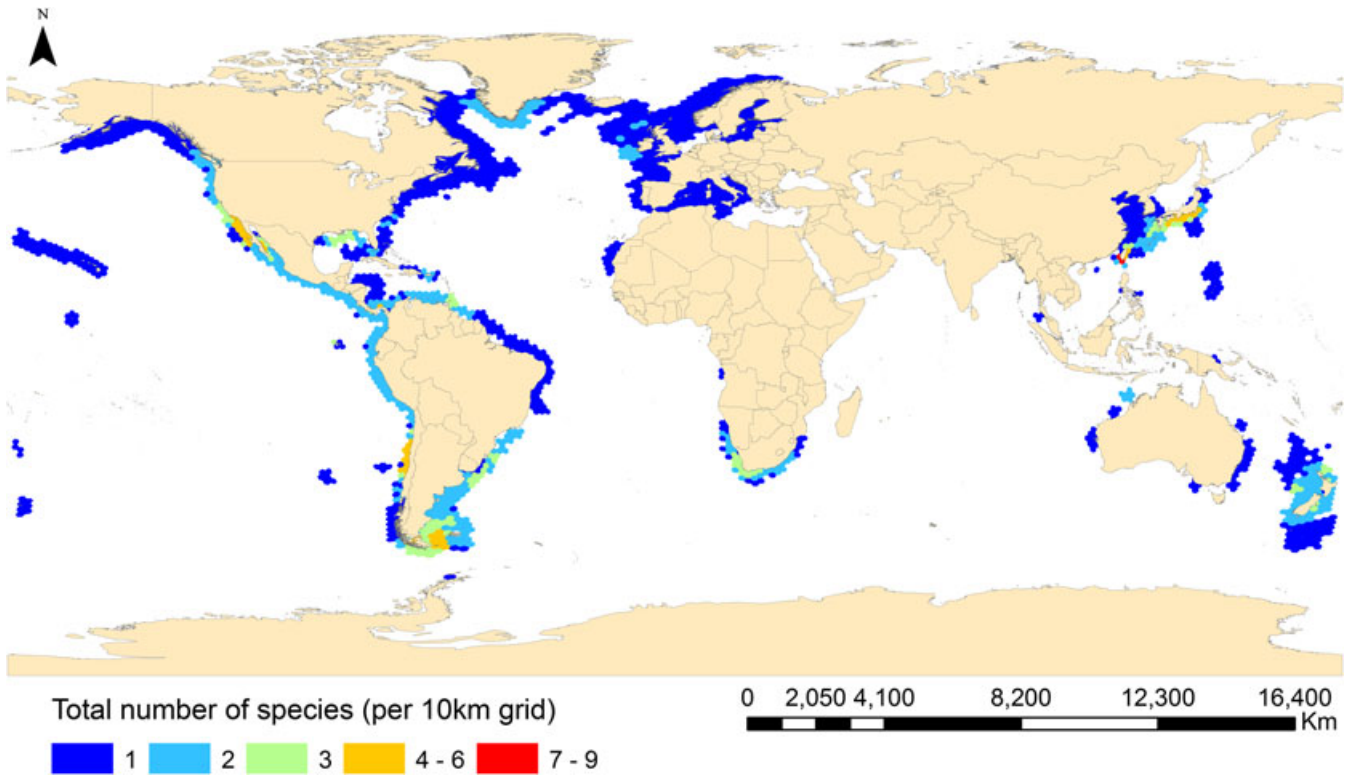 N
Total number of species (per 10km grid)
1 2 3 4 - 6 7 - 9
0 2,050 4,100 8,200 12,300 16,400
Km